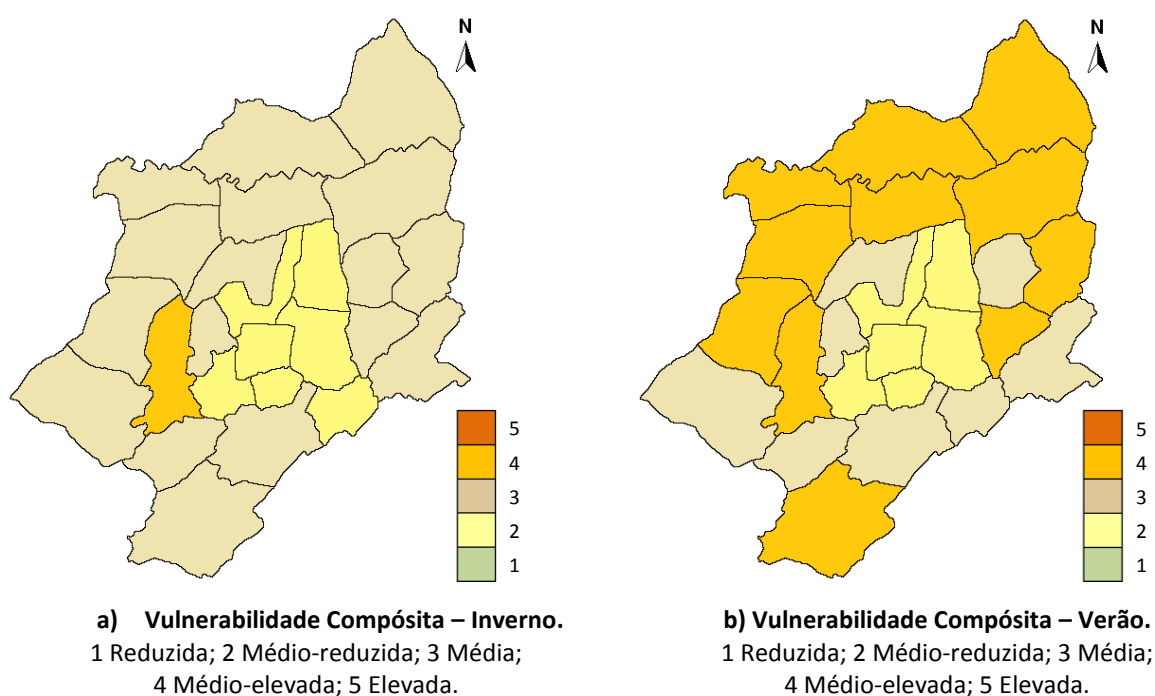 N
N
5
4
3
2
1
5
4
3
2
1
a) Vulnerabilidade Compósita – Inverno.
1 Reduzida; 2 Médio-reduzida; 3 Média;
4 Médio-elevada; 5 Elevada.
b) Vulnerabilidade Compósita – Verão.
1 Reduzida; 2 Médio-reduzida; 3 Média;
4 Médio-elevada; 5 Elevada.